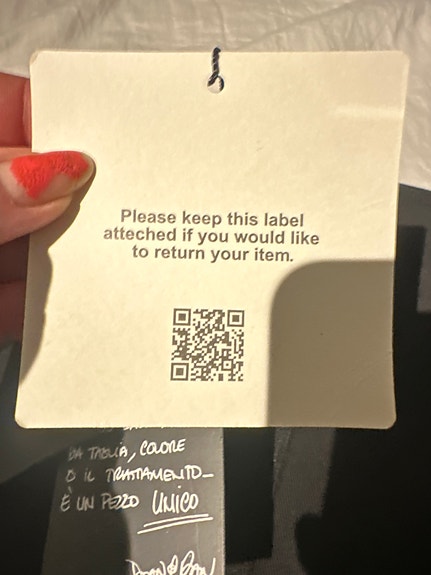 Please keep this label
atteched if you would like
to return your item.
DA TAGLIA, COLORE
O IL TRATTAMENTO_
È UN PEZZO UNICO